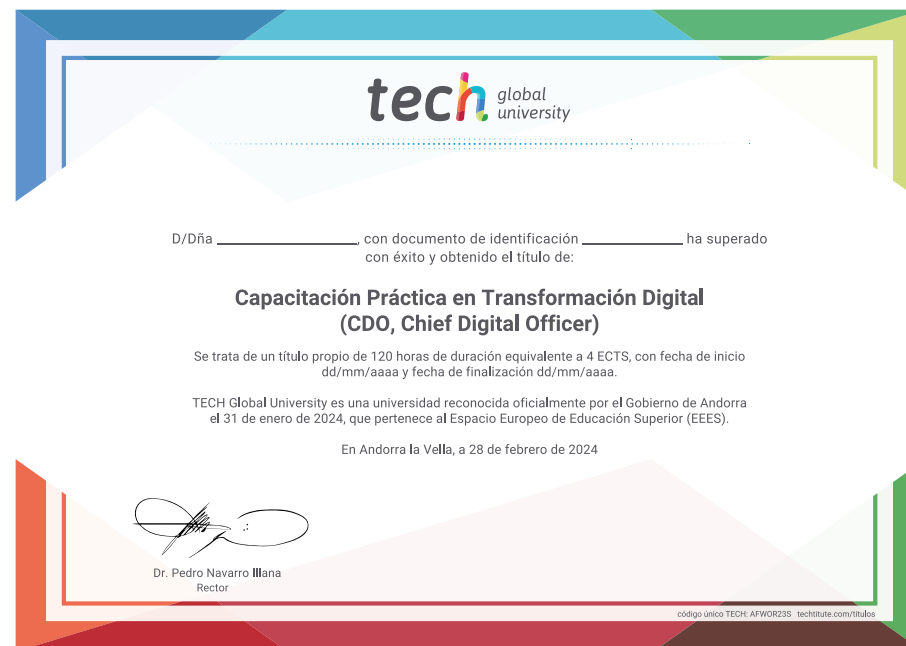 tech global university
D/Dña ____________________, con documento de identificación ______________ ha superado
con éxito y obtenido el título de:
Capacitación Práctica en Transformación Digital
(CDO, Chief Digital Officer)
Se trata de un título propio de 120 horas de duración equivalente a 4 ECTS, con fecha de inicio
dd/mm/aaaa y fecha de finalización dd/mm/aaaa.
TECH Global University es una universidad reconocida oficialmente por el Gobierno de Andorra
el 31 de enero de 2024, que pertenece al Espacio Europeo de Educación Superior (EEES).
En Andorra la Vella, a 28 de febrero de 2024
Dr. Pedro Navarro Illana
Rector
código único TECH: AFWOR23S techtitute.com/titulos